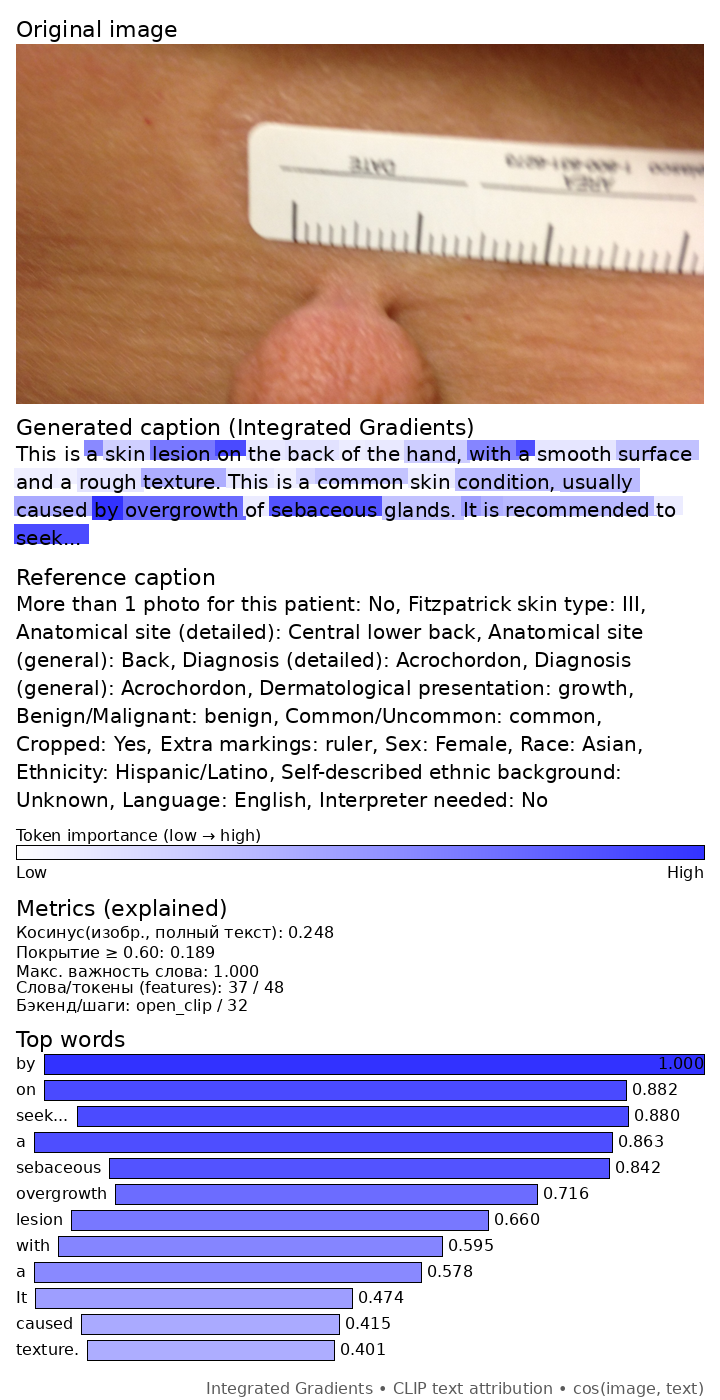 Original image
DATE
AREA
1-800-631-6273
Generated caption (Integrated Gradients)
This is a skin lesion on the back of the hand, with a smooth surface
and a rough texture. This is a common skin condition, usually
caused by overgrowth of sebaceous glands. It is recommended to
seek...
Reference caption
More than 1 photo for this patient: No, Fitzpatrick skin type: III,
Anatomical site (detailed): Central lower back, Anatomical site
(general): Back, Diagnosis (detailed): Acrochordon, Diagnosis
(general): Acrochordon, Dermatological presentation: growth,
Benign/Malignant: benign, Common/Uncommon: common,
Cropped: Yes, Extra markings: ruler, Sex: Female, Race: Asian,
Ethnicity: Hispanic/Latino, Self-described ethnic background:
Unknown, Language: English, Interpreter needed: No
Token importance (low → high)
Low High
Metrics (explained)
Косинус(изобр., полный текст): 0.248
Покрытие ≥ 0.60: 0.189
Макс. важность слова: 1.000
Слова/токены (features): 37 / 48
Бэкенд/шаги: open_clip / 32
Top words
by 1.000
on 0.882
seek... 0.880
a 0.863
sebaceous 0.842
overgrowth 0.716
lesion 0.660
with 0.595
a 0.578
It 0.474
caused 0.415
texture. 0.401
Integrated Gradients • CLIP text attribution • cos(image, text)